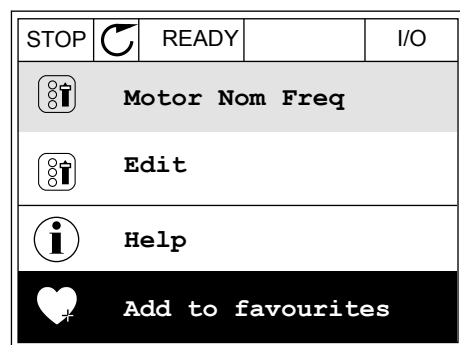 STOP READY I/O
Motor Nom Freq
Edit
Help
Add to favourites